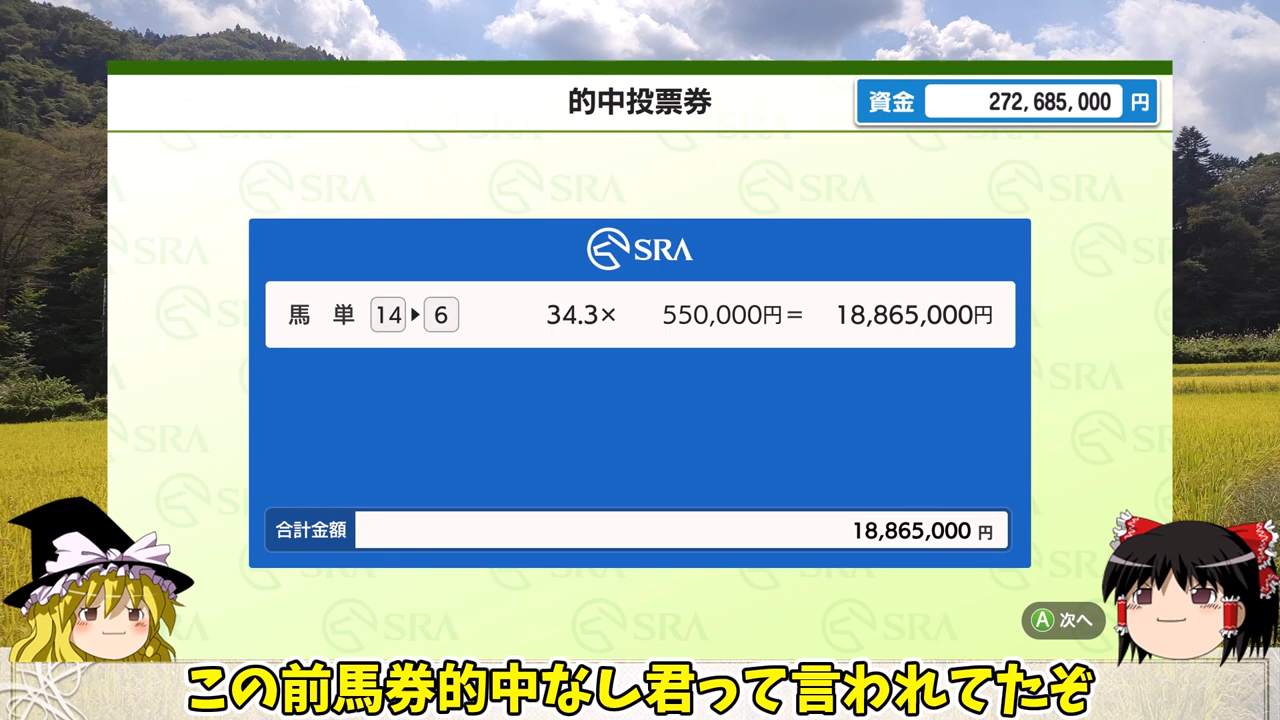 的中投票券
資金 272,685,000 円
SRA
馬 単 14 ▶ 6 34.3× 550,000円= 18,865,000円
合計金額 18,865,000 円
A 次へ
この前馬券的中なし君って言われてたぞ